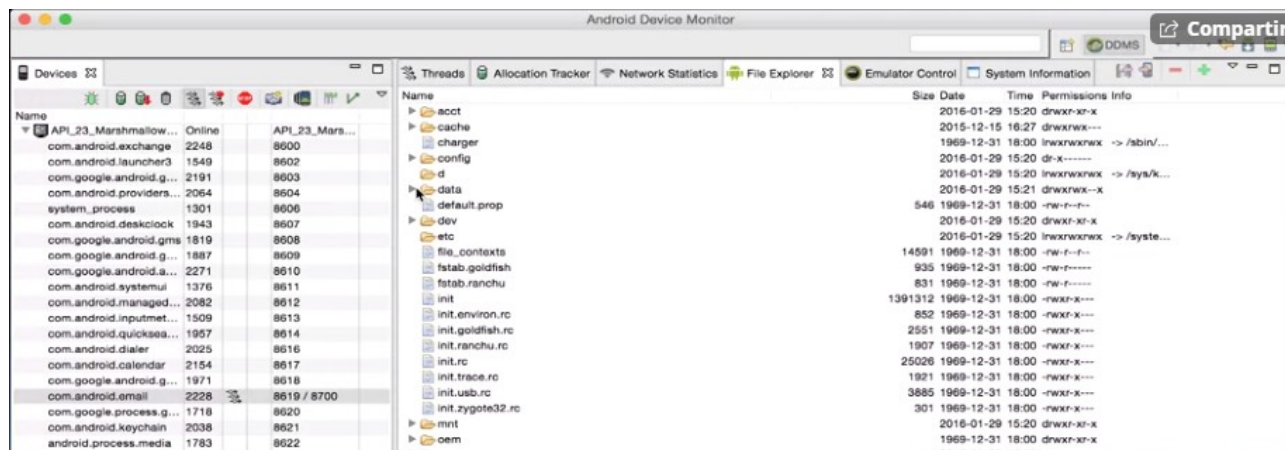 Android Device Monitor
Compartir
DDMS
Devices
Threads Allocation Tracker Network Statistics File Explorer Emulator Control System Information
Name
API_23_Marshmallow... Online API_23_Mars...
com.android.exchange 2248 8600
com.android.launcher3 1549 8602
com.google.android.g... 2191 8603
com.android.providers... 2064 8604
system_process 1301 8606
com.android.deskclock 1943 8607
com.google.android.gms 1819 8608
com.google.android.g... 1887 8609
com.google.android.a... 2271 8610
com.android.systemui 1376 8611
com.android.managed... 2082 8612
com.android.inputmet... 1509 8613
com.android.quicksea... 1957 8614
com.android.dialer 2025 8616
com.android.calendar 2154 8617
com.google.android.g... 1971 8618
com.android.email 2228 8619 / 8700
com.google.process.g... 1718 8620
com.android.keychain 2038 8621
android.process.media 1783 8622
Name Size Date Time Permissions Info
acct 2016-01-29 15:20 drwxr-xr-x
cache 2015-12-15 16:27 drwxrwx---
charger 1969-12-31 18:00 lrwxrwxrwx -> /sbin/...
config 2016-01-29 15:20 dr-x------
d 2016-01-29 15:20 lrwxrwxrwx -> /sys/k...
data 2016-01-29 15:21 drwxrwx--x
default.prop 546 1969-12-31 18:00 -rw-r--r--
dev 2016-01-29 15:20 drwxr-xr-x
etc 2016-01-29 15:20 lrwxrwxrwx -> /syste...
file_contexts 14591 1969-12-31 18:00 -rw-r--r--
fstab.goldfish 935 1969-12-31 18:00 -rw-r-----
fstab.ranchu 831 1969-12-31 18:00 -rw-r-----
init 1391312 1969-12-31 18:00 -rwxr-x---
init.environ.rc 852 1969-12-31 18:00 -rwxr-x---
init.goldfish.rc 2551 1969-12-31 18:00 -rwxr-x---
init.ranchu.rc 1907 1969-12-31 18:00 -rwxr-x---
init.rc 25026 1969-12-31 18:00 -rwxr-x---
init.trace.rc 1921 1969-12-31 18:00 -rwxr-x---
init.usb.rc 3885 1969-12-31 18:00 -rwxr-x---
init.zygote32.rc 301 1969-12-31 18:00 -rwxr-x---
mnt 2016-01-29 15:20 drwxr-xr-x
oem 1969-12-31 18:00 drwxr-xr-x